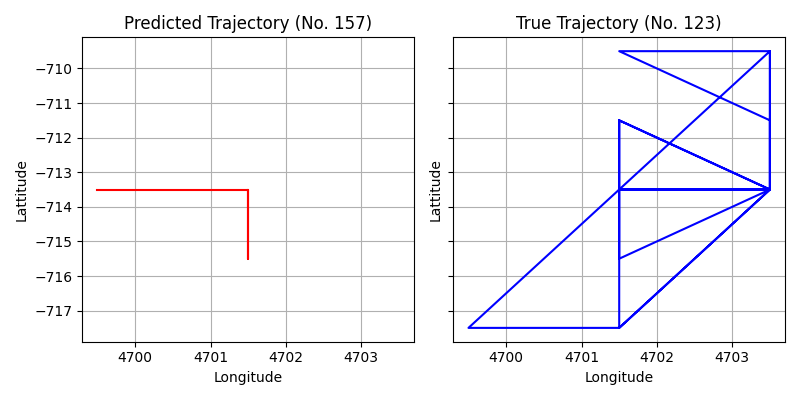 Predicted Trajectory (No. 157)
True Trajectory (No. 123)
Lattitude
−710
−711
−712
−713
−714
−715
−716
−717
4700
4701
4702
4703
Longitude
Lattitude
4700
4701
4702
4703
Longitude